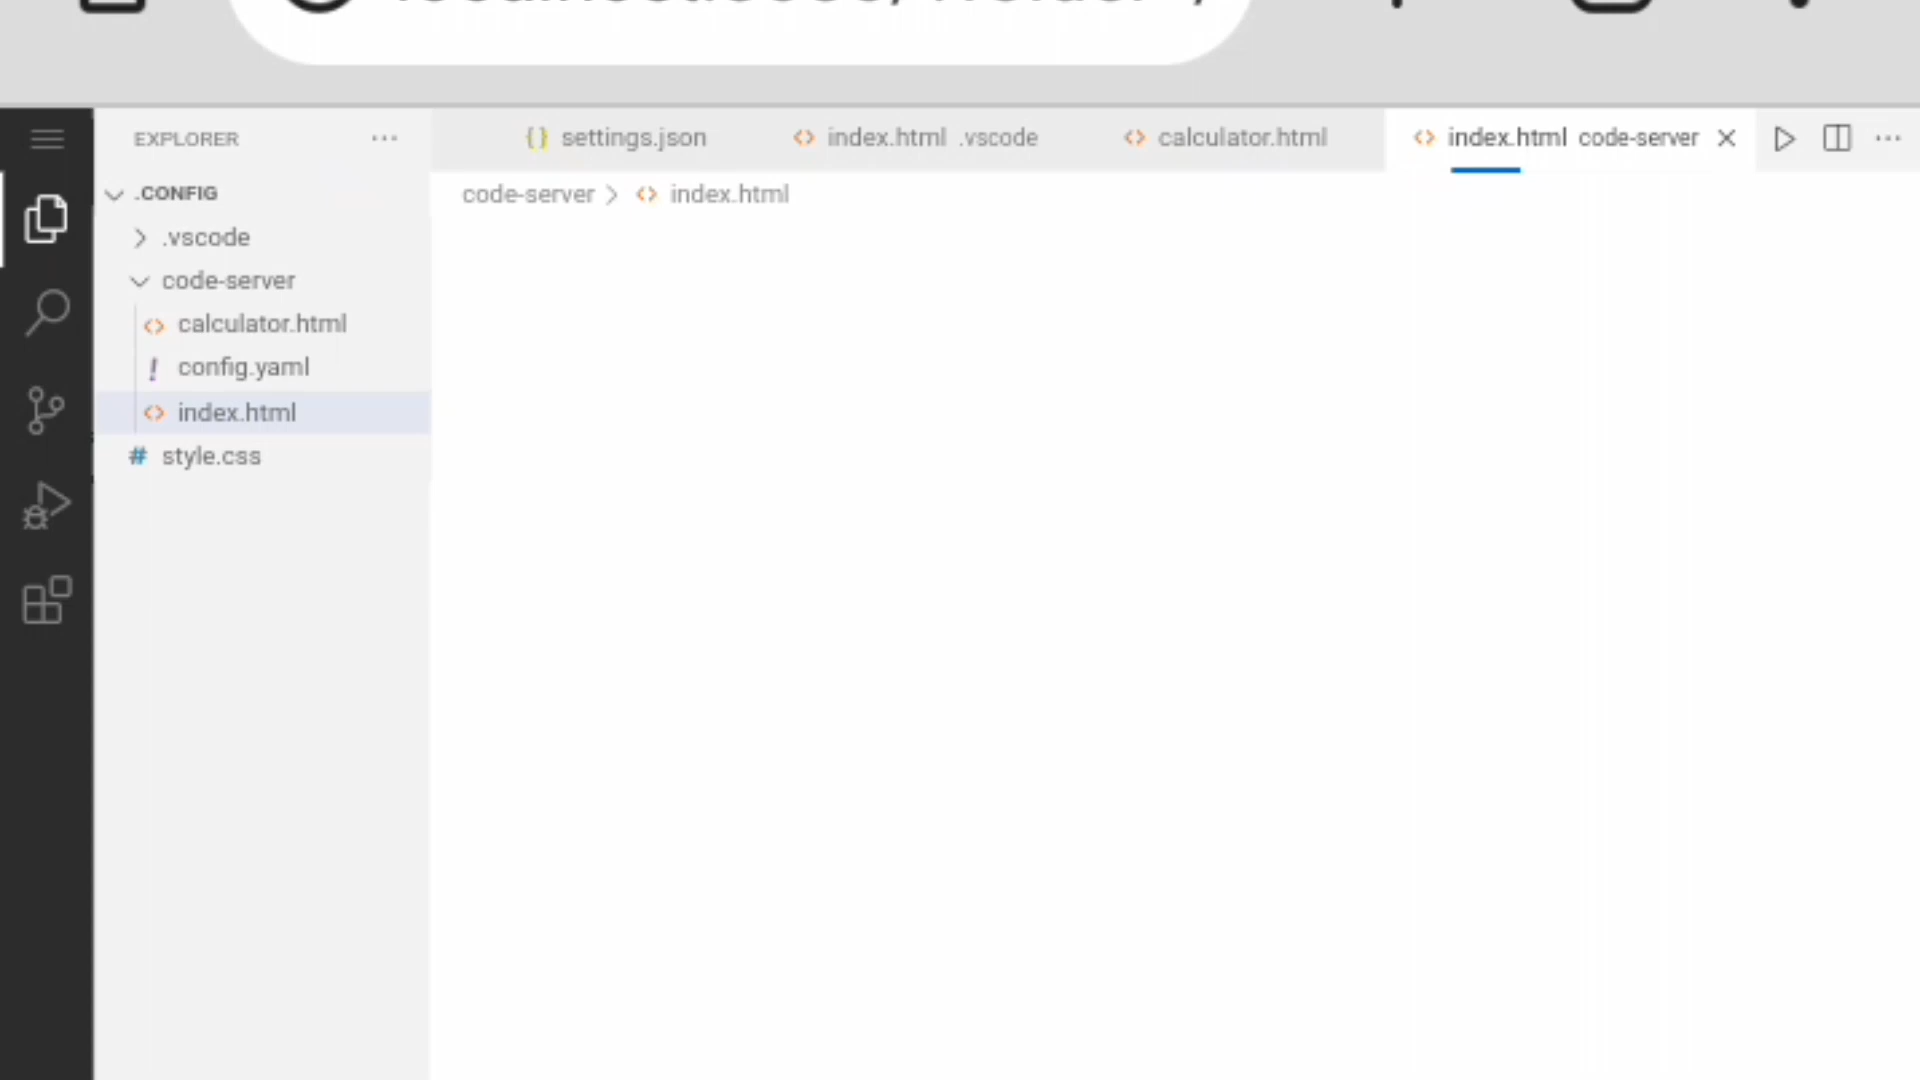 EXPLORER
.CONFIG
.vscode
code-server
calculator.html
! config.yaml
index.html
# style.css
{} settings.json
<> index.html .vscode
<> calculator.html
<> index.html code-server
code-server > <> index.html